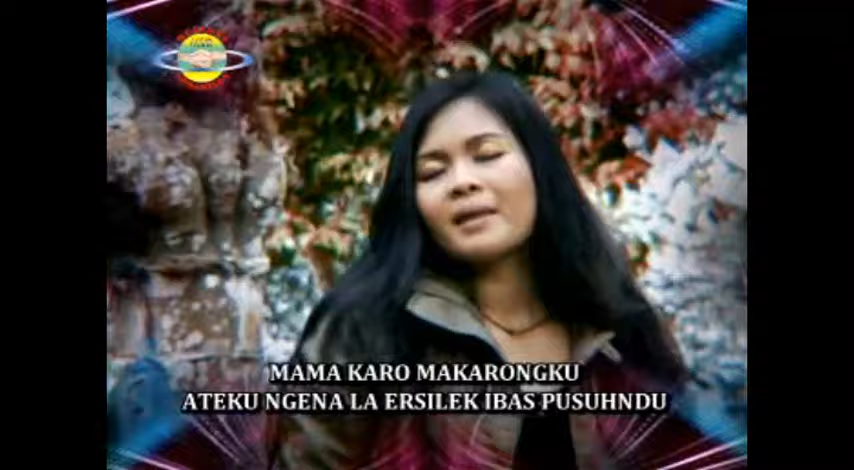 MAMA KARO MAKARONGKU
ATEKU NGENA LA ERSILEK IBAS PUSUHNDU